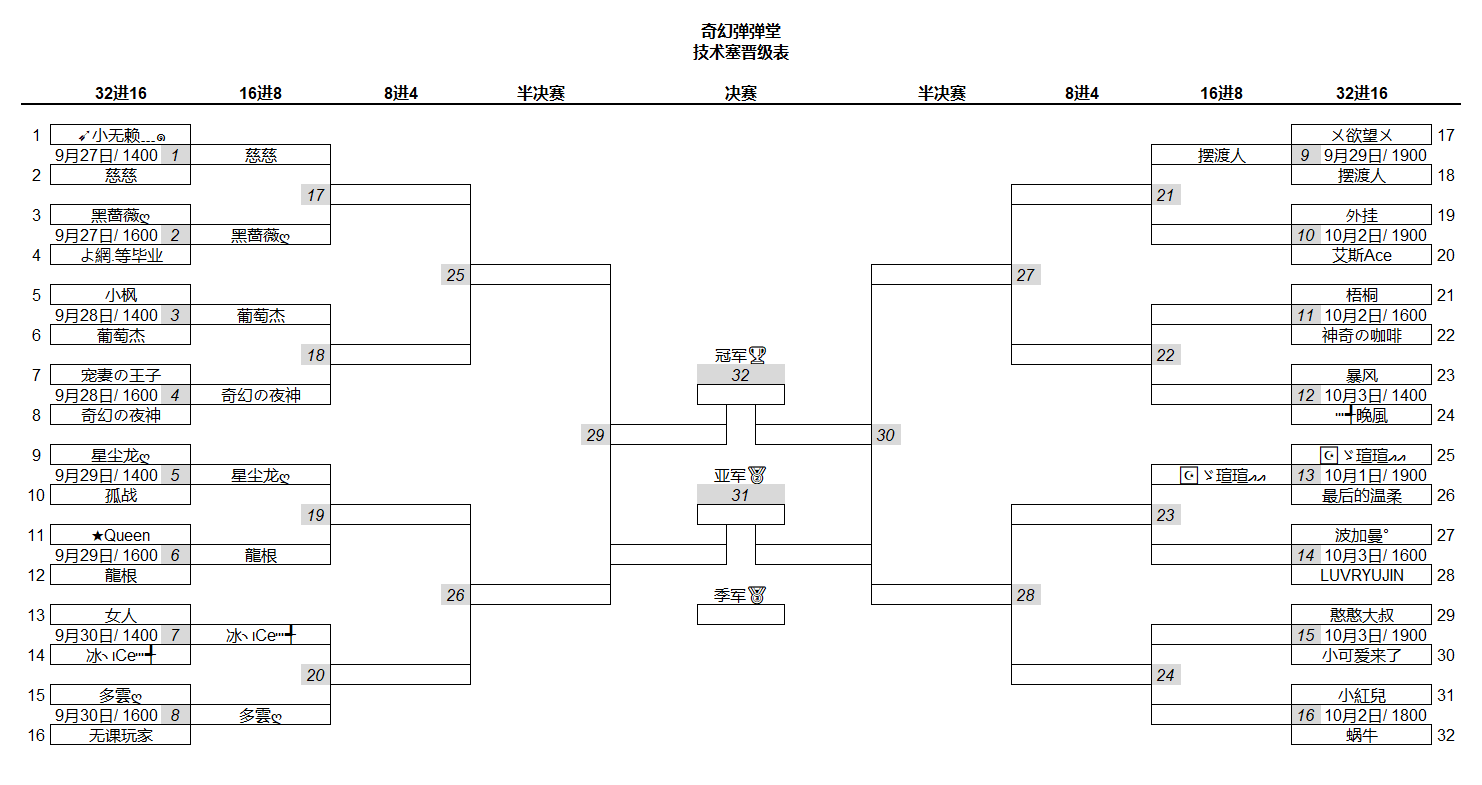 奇幻弹弹堂
技术塞晋级表
32进16 16进8 8进4 半决赛 决赛 半决赛 8进4 16进8 32进16
1 ➶小无赖﹍๑ ㄨ欲望ㄨ 17
9月27日/ 1400 1 慈慈 摆渡人 9 9月29日/ 1900
2 慈慈 摆渡人 18
17 21
3 黑蔷薇ღ 外挂 19
9月27日/ 1600 2 黑蔷薇ღ 10 10月2日/ 1900
4 よ網.等毕业 艾斯Ace 20
25 27
5 小枫 梧桐 21
9月28日/ 1400 3 葡萄杰 11 10月2日/ 1600
6 葡萄杰 神奇の咖啡 22
18 冠军🏆 22
7 宠妻の王子 32 暴风 23
9月28日/ 1600 4 奇幻の夜神 12 10月3日/ 1400
8 奇幻の夜神 ┉╃晚風 24
29 30
9 星尘龙ღ ☪ゞ瑄瑄ᨐ 25
9月29日/ 1400 5 星尘龙ღ 亚军🥈 ☪ゞ瑄瑄ᨐ 13 10月1日/ 1900
10 孤战 31 最后的温柔 26
19 23
11 ★Queen 波加曼° 27
9月29日/ 1600 6 龍根 14 10月3日/ 1600
12 龍根 LUVRYUJIN 28
26 季军🥉 28
13 女人 憨憨大叔 29
9月30日/ 1400 7 冰ヽıCe┉╃ 15 10月3日/ 1900
14 冰ヽıCe┉╃ 小可爱来了 30
20 24
15 多雲ღ 小紅兒 31
9月30日/ 1600 8 多雲ღ 16 10月2日/ 1800
16 无课玩家 蜗牛 32